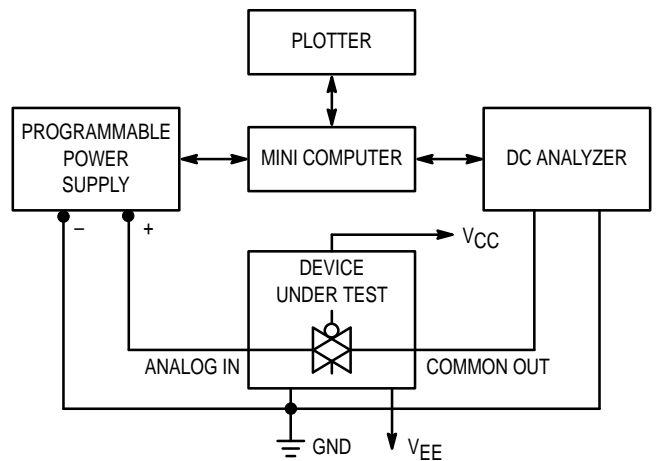 PLOTTER
PROGRAMMABLE
POWER
SUPPLY
MINI COMPUTER
DC ANALYZER
– +
VCC
DEVICE
UNDER TEST
ANALOG IN
COMMON OUT
GND
VEE